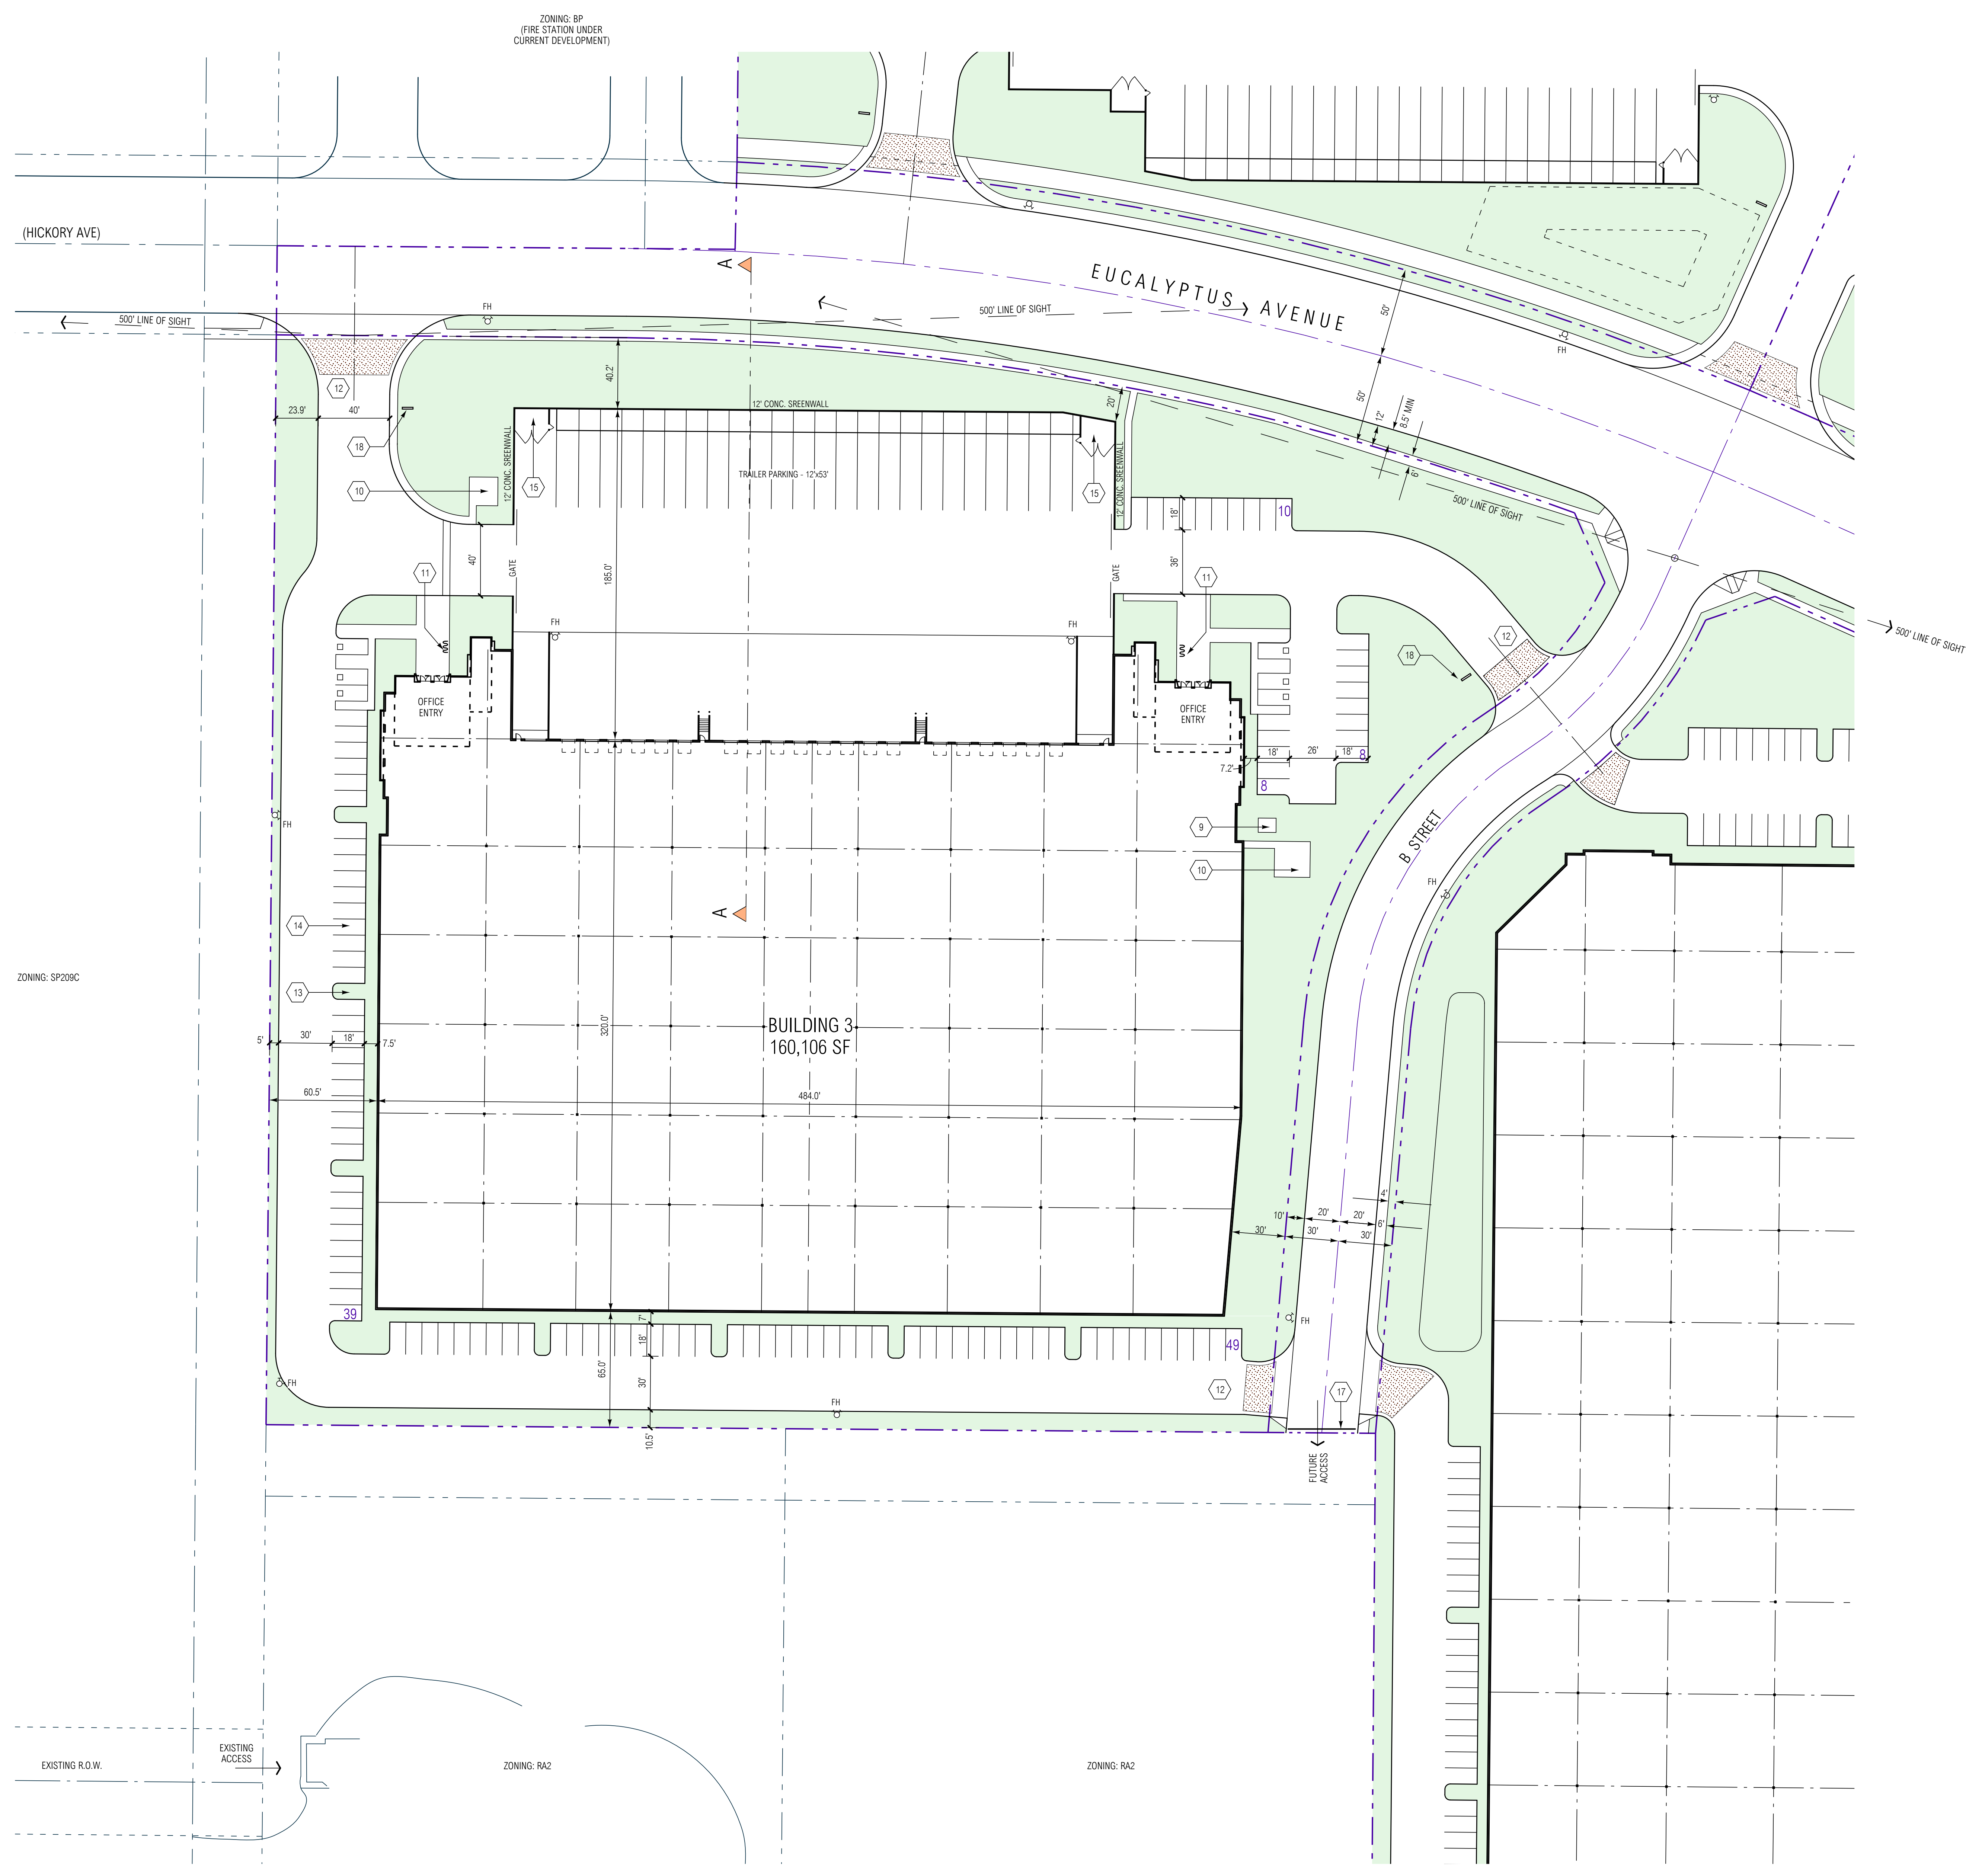 ZONING: BP
(FIRE STATION UNDER
CURRENT DEVELOPMENT)
(HICKORY AVE)
A
EUCALYPTUS AVENUE
FH
500' LINE OF SIGHT
500' LINE OF SIGHT
50'
FH
12
40.2'
50'
12'
8.5' MIN
23.9'
40'
12' CONC. SREENWALL
20'
18
12' CONC. SREENWALL
12' CONC. SREENWALL
TRAILER PARKING - 12'x53'
6'
10
15
15
500' LINE OF SIGHT
18'
10
40'
GATE
185.0'
GATE
36'
11
11
FH
FH
12
500' LINE OF SIGHT
18
OFFICE
ENTRY
OFFICE
ENTRY
18'
26'
18'
8
7.2'
8
FH
9
B STREET
10
FH
A
14
ZONING: SP209C
13
BUILDING 3
160,106 SF
320.0'
5'
30'
18'
7.5'
60.5'
484.0'
4'
10'
20'
20'
6'
30'
30'
30'
39
7'
FH
18'
49
65.0'
30'
FH
12
17
FH
10.5'
FUTURE
ACCESS
EXISTING
ACCESS
EXISTING R.O.W.
ZONING: RA2
ZONING: RA2